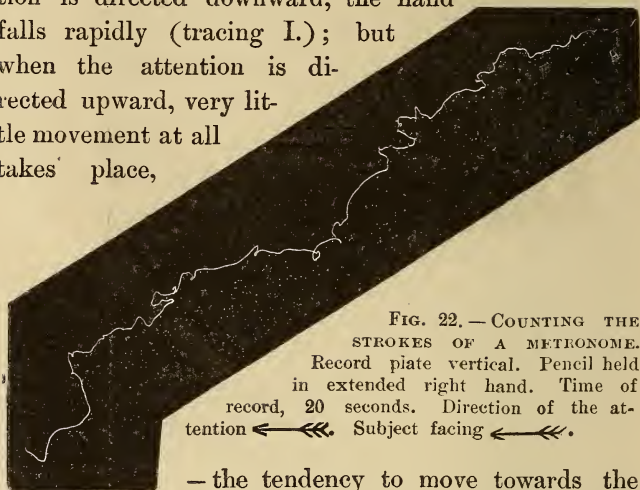 tion is directed downward, the hand
falls rapidly (tracing I.); but
when the attention is di-
rected upward, very lit-
tle movement at all
takes place,
FIG. 22. — COUNTING THE
STROKES OF A METRONOME.
Record plate vertical. Pencil held
in extended right hand. Time of
record, 20 seconds. Direction of the at-
tention. Subject facing.
— the tendency to move towards the